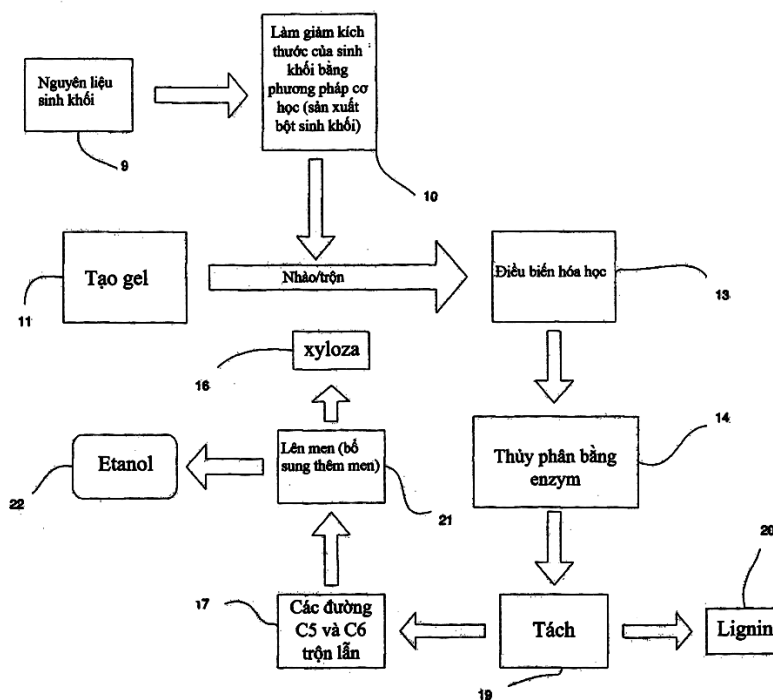 Nguyên liệu
sinh khối
9
Làm giảm kích
thước của sinh
khối bằng
phương pháp cơ
học (sản xuất
bột sinh khối)
10
Tạo gel
11
Nhào/trộn
Điều biến hóa học
13
xyloza
16
Thủy phân bằng
enzym
14
Etanol
22
Lên men (bổ
sung thêm men)
21
Các đường
C5 và C6
trộn lẫn
17
Tách
19
Lignin
20